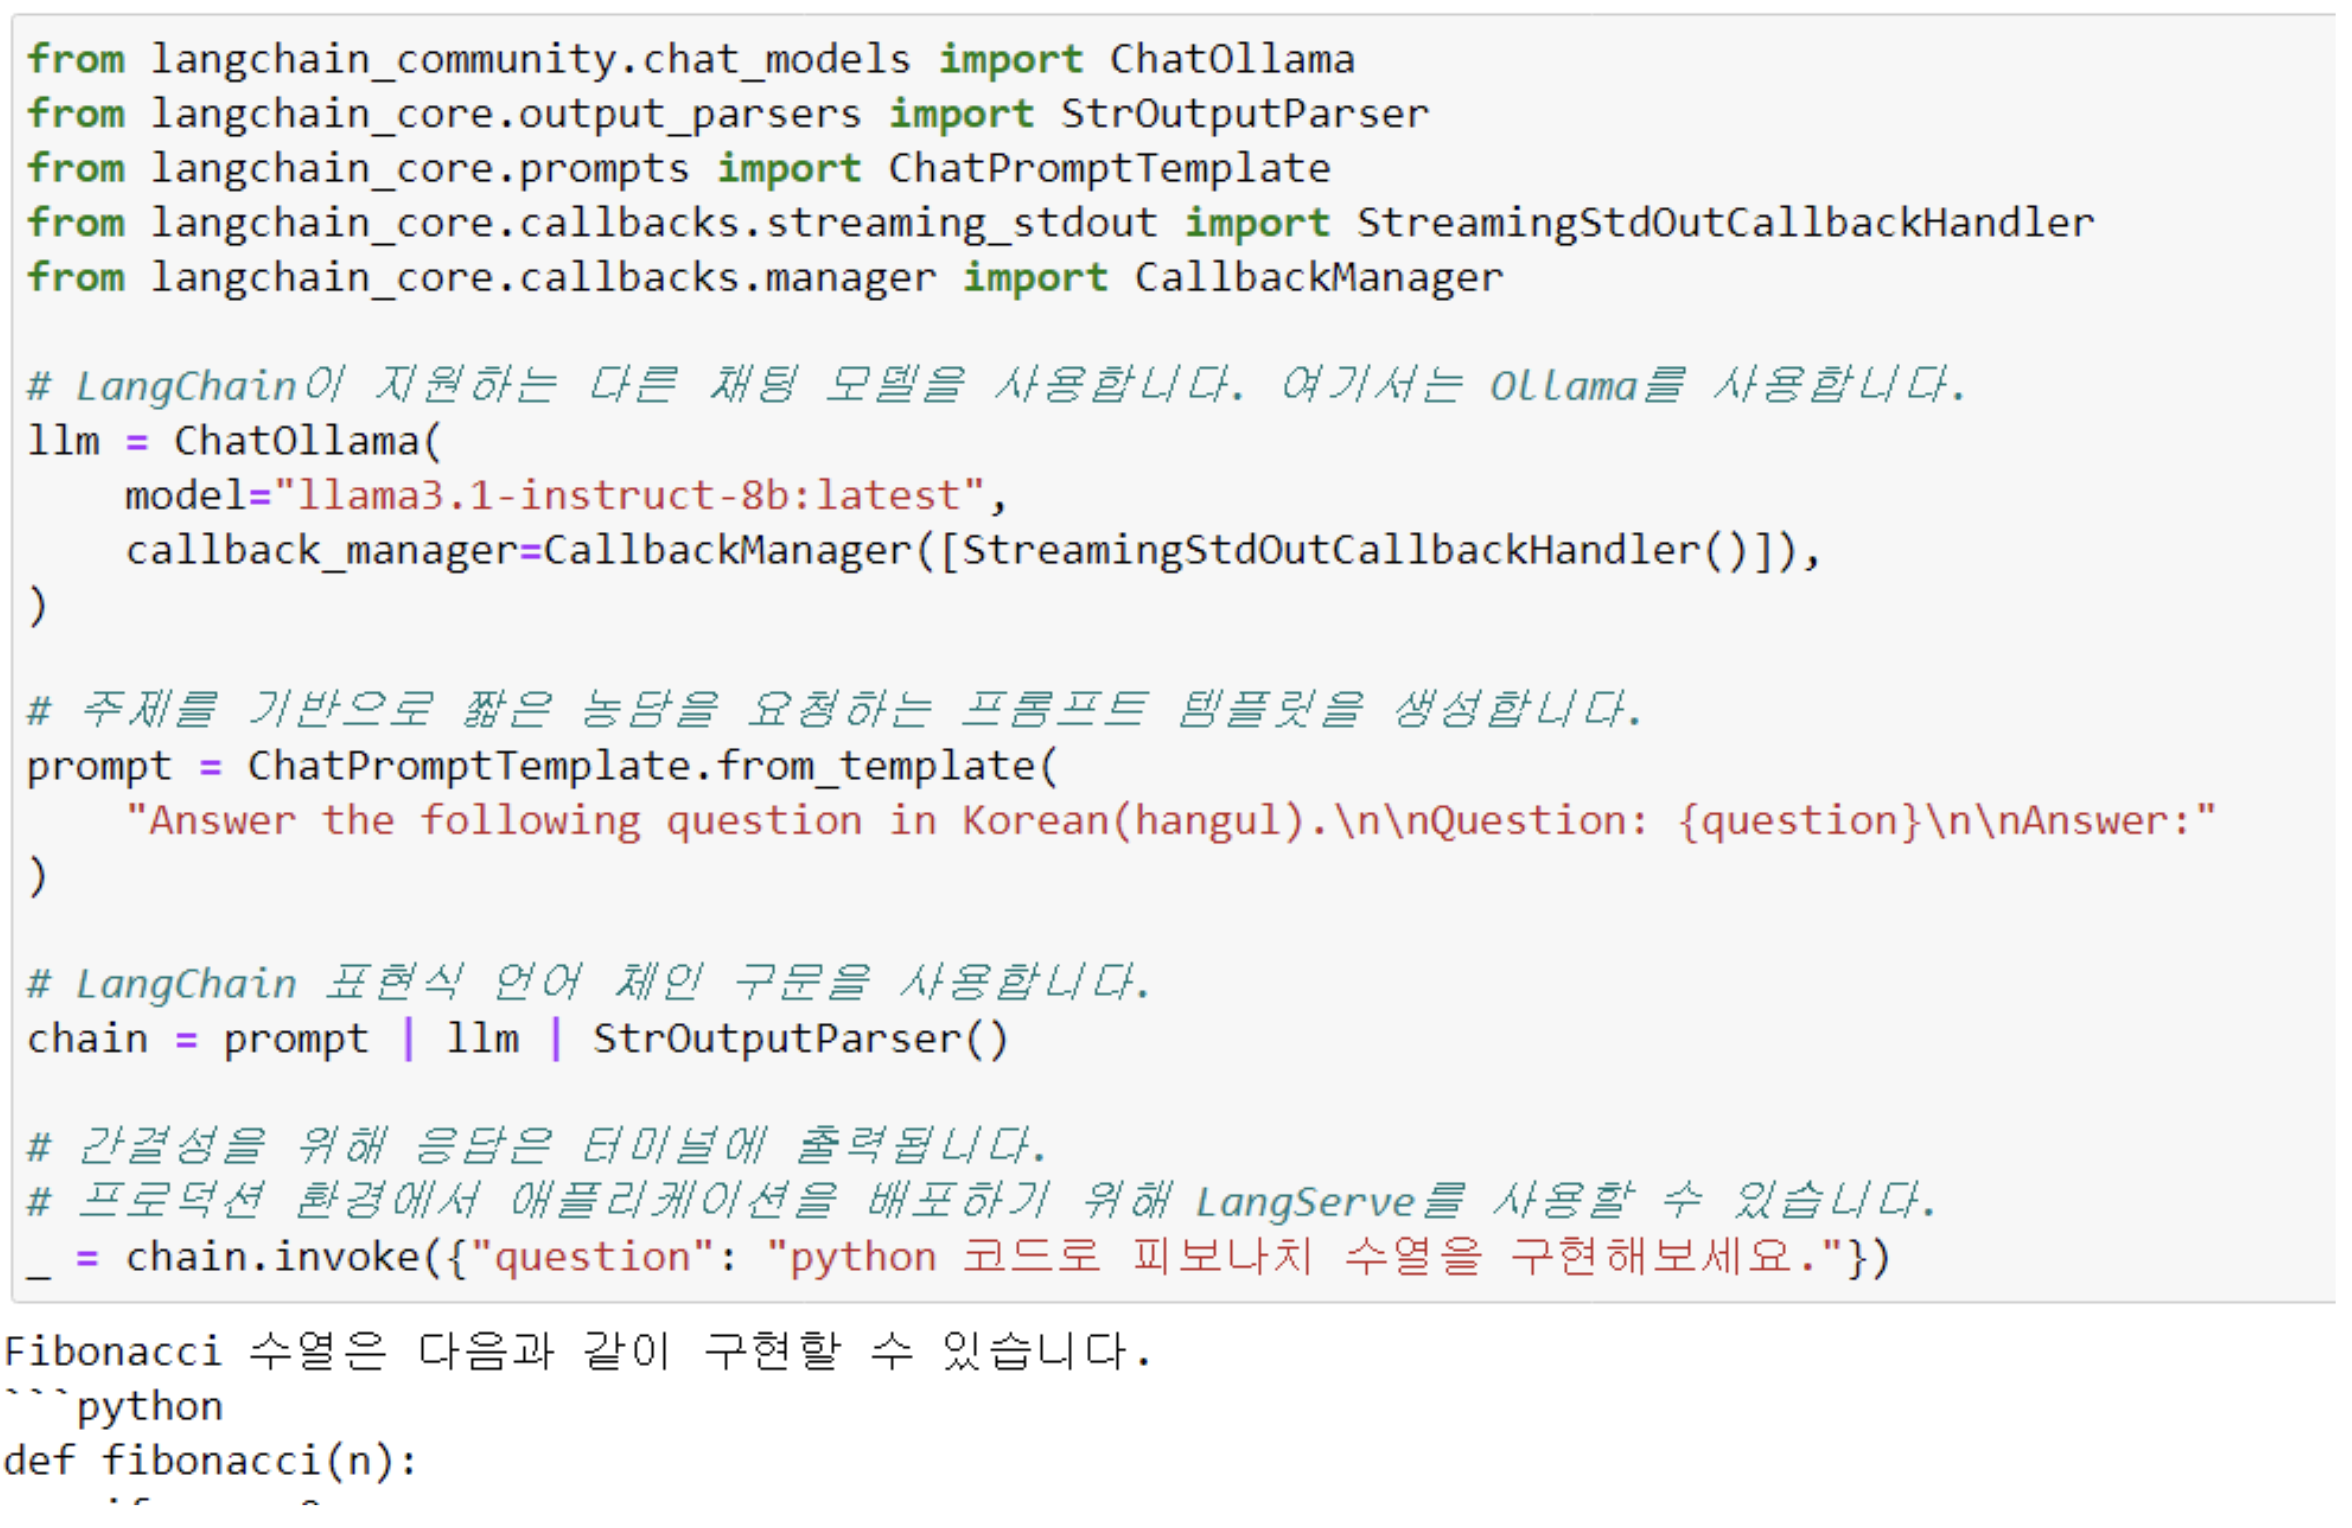 from langchain_community.chat_models import ChatOllama
from langchain_core.output_parsers import StrOutputParser
from langchain_core.prompts import ChatPromptTemplate
from langchain_core.callbacks.streaming_stdout import StreamingStdOutCallbackHandler
from langchain_core.callbacks.manager import CallbackManager

# LangChain이 지원하는 다른 채팅 모델을 사용합니다. 여기서는 Ollama를 사용합니다.
llm = ChatOllama(
    model="llama3.1-instruct-8b:latest",
    callback_manager=CallbackManager([StreamingStdOutCallbackHandler()]),
)

# 주제를 기반으로 짧은 농담을 요청하는 프롬프트 템플릿을 생성합니다.
prompt = ChatPromptTemplate.from_template(
    "Answer the following question in Korean(hangul).\n\nQuestion: {question}\n\nAnswer:"
)

# LangChain 표현식 언어 체인 구문을 사용합니다.
chain = prompt | llm | StrOutputParser()

# 간결성을 위해 응답은 터미널에 출력됩니다.
# 프로덕션 환경에서 애플리케이션을 배포하기 위해 LangServe를 사용할 수 있습니다.
_ = chain.invoke({"question": "python 코드로 피보나치 수열을 구현해보세요."})
Fibonacci 수열은 다음과 같이 구현할 수 있습니다.
```python
def fibonacci(n):